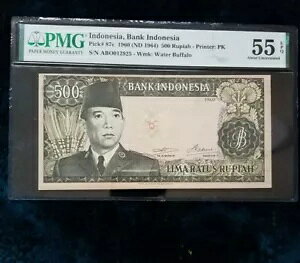 PMG
PAPER MONEY GUARANTY
Indonesia, Bank Indonesia
Pick# 87c 1960 (ND 1964) 500 Rupiah - Printer: PK
S/N ABO012825 - Wmk: Water Buffalo
55 EPQ
About Uncirculated
BANK INDONESIA
500
1960
LIMA RATUS RUPIAH